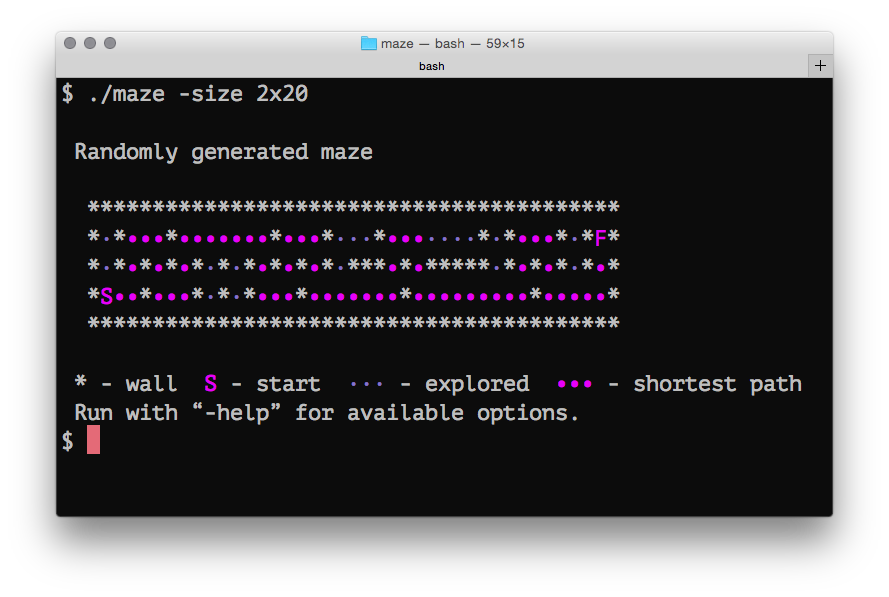 maze — bash — 59×15
bash
+
$ ./maze -size 2x20
Randomly generated maze
*****************************************
*·*•••*•••••••*•••*···*•••····*·*•••*·*F*
*·*•*•*•*·*·*•*•*•*·***•*•*****·*•*•*·*•*
*S••*•••*·*·*•••*•••••••*•••••••••*•••••*
*****************************************
* - wall  S - start  ··· - explored  ••• - shortest path
Run with “-help” for available options.
$